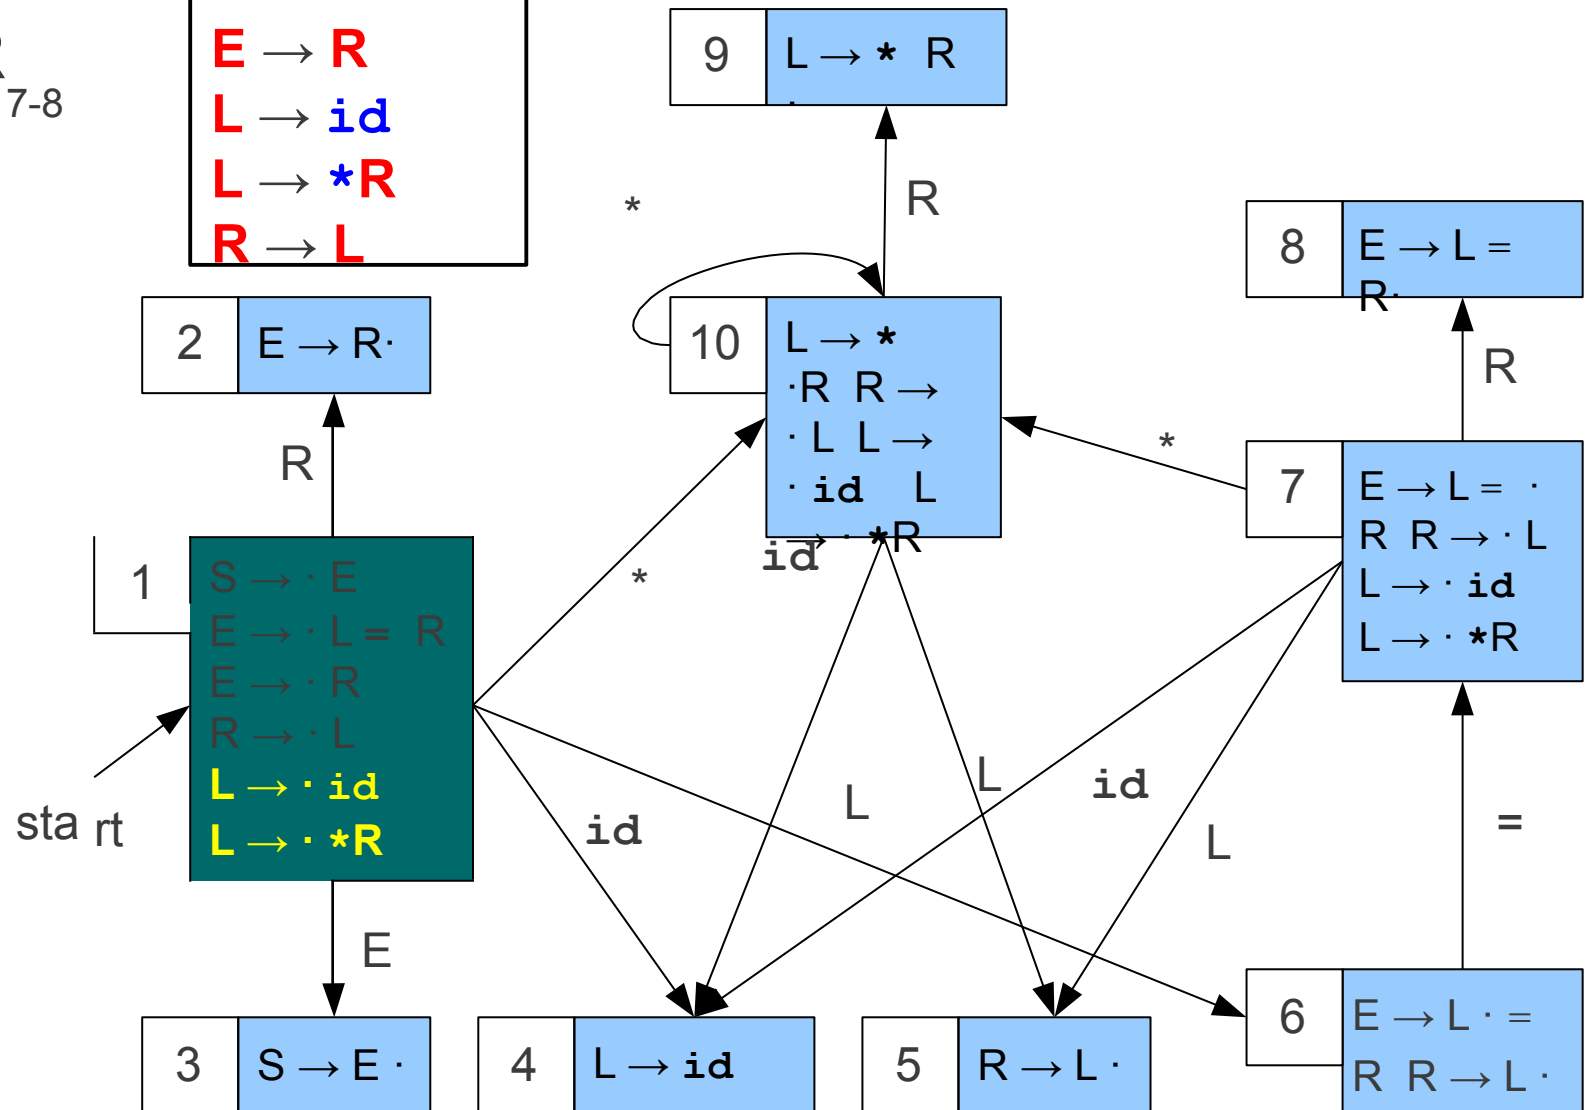 R
7-8
E → R
L → id
L → *R
R → L
9
L → * R
·
*
R
8
E → L =
R·
2
E → R·
10
L → *
·R R →
· L L →
· id L
→ · *R
id
R
R
*
7
E → L = ·
R R → · L
L → · id
L → · *R
1
S → · E
E → · L = R
E → · R
R → · L
L → · id
L → · *R
*
sta rt
id
L
L
id
L
=
E
3
S → E ·
4
L → id
5
R → L ·
6
E → L · =
R R → L ·